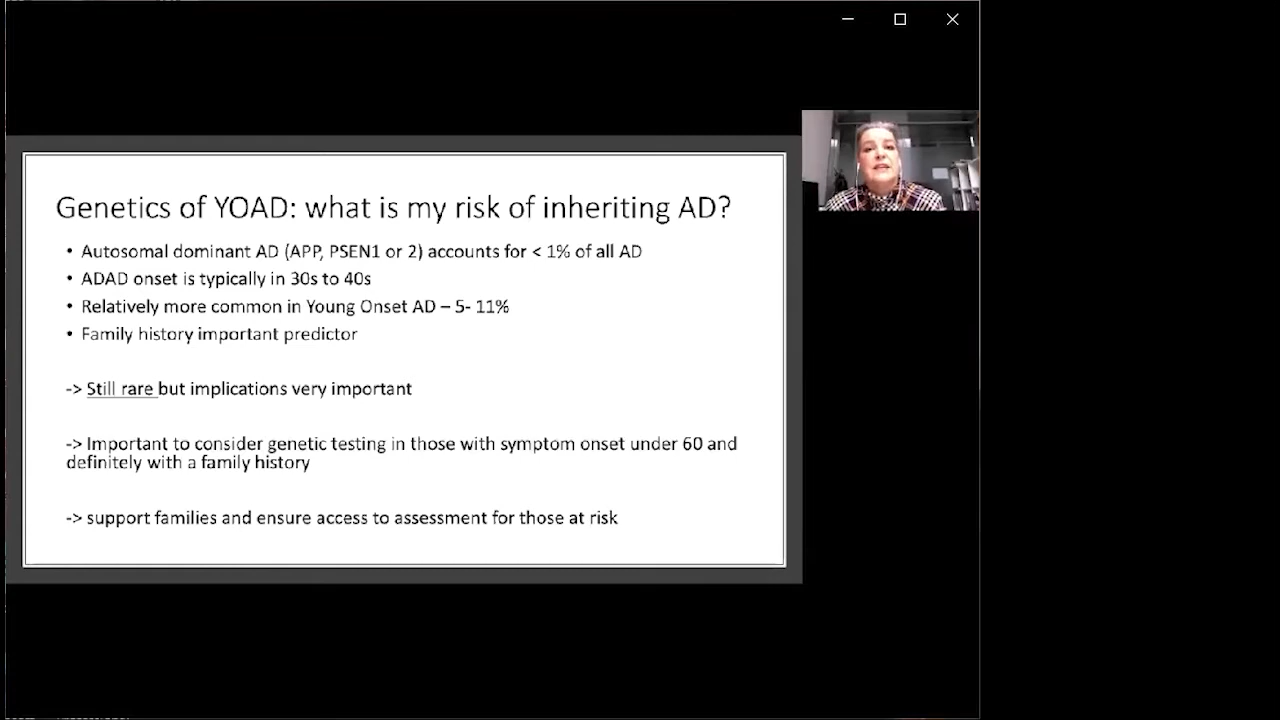 Genetics of YOAD: what is my risk of inheriting AD?
• Autosomal dominant AD (APP, PSEN1 or 2) accounts for < 1% of all AD
• ADAD onset is typically in 30s to 40s
• Relatively more common in Young Onset AD – 5- 11%
• Family history important predictor
-> Still rare but implications very important
-> Important to consider genetic testing in those with symptom onset under 60 and
definitely with a family history
-> support families and ensure access to assessment for those at risk